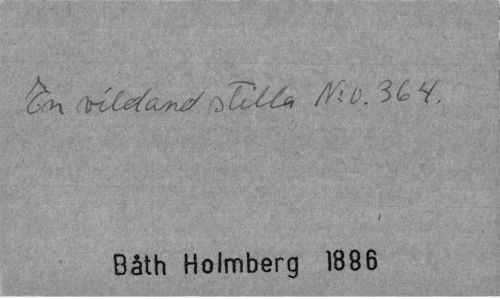 En vildand stilla N:o. 364.
Båth Holmberg 1886